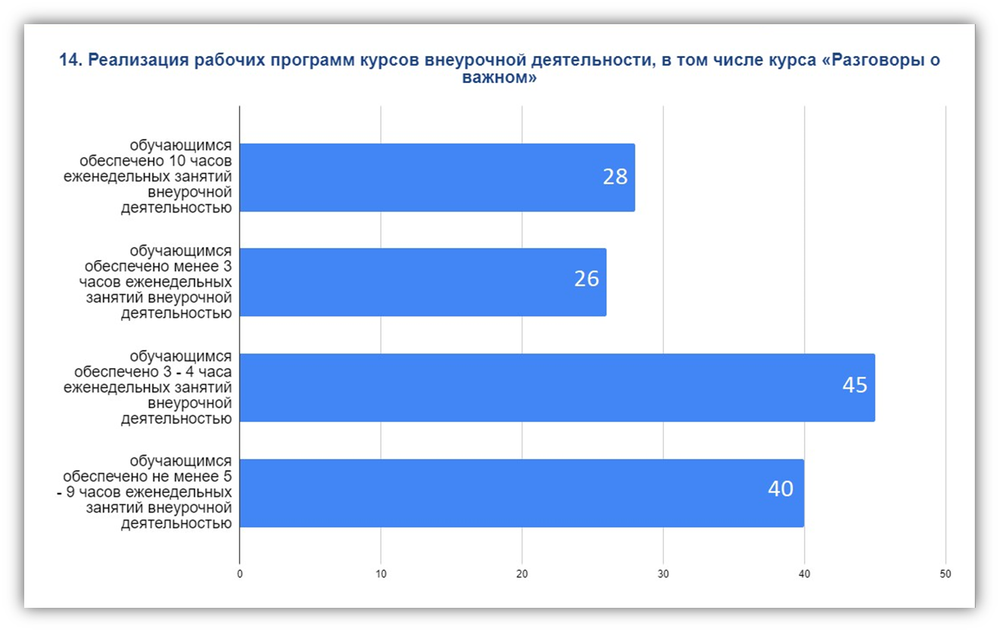 14. Реализация рабочих программ курсов внеурочной деятельности, в том числе курса «Разговоры о
важном»
обучающимся
обеспечено 10 часов
еженедельных занятий
внеурочной
деятельностью
28
обучающимся
обеспечено менее 3
часов еженедельных
занятий внеурочной
деятельностью
26
обучающимся
обеспечено 3 - 4 часа
еженедельных занятий
внеурочной
деятельностью
45
обучающимся
обеспечено не менее 5
- 9 часов еженедельных
занятий внеурочной
деятельностью
40
0 10 20 30 40 50